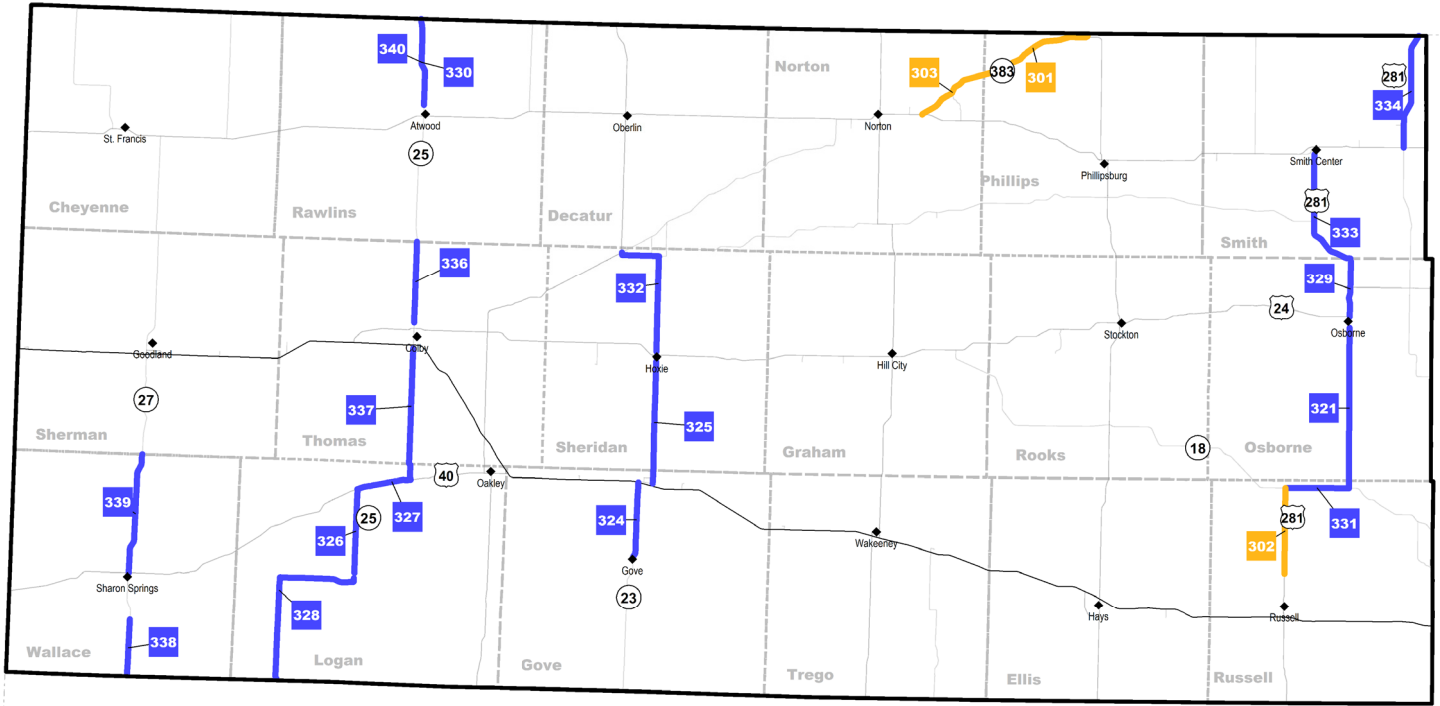 340
330
Norton
303
383
301
281
334
St. Francis
Atwood
Oberlin
Norton
25
Smith Center
Phillipsburg
Cheyenne
Rawlins
Decatur
Phillips
281
333
Smith
336
332
329
24
Goodland
Colby
Hoxie
Hill City
Stockton
Osborne
27
337
325
321
Sherman
Thomas
Sheridan
Graham
Rooks
18
Osborne
339
40
Oakley
25
327
326
324
281
331
302
Wakeeney
Sharon Springs
Gove
23
328
Hays
Russell
338
Wallace
Logan
Gove
Trego
Ellis
Russell